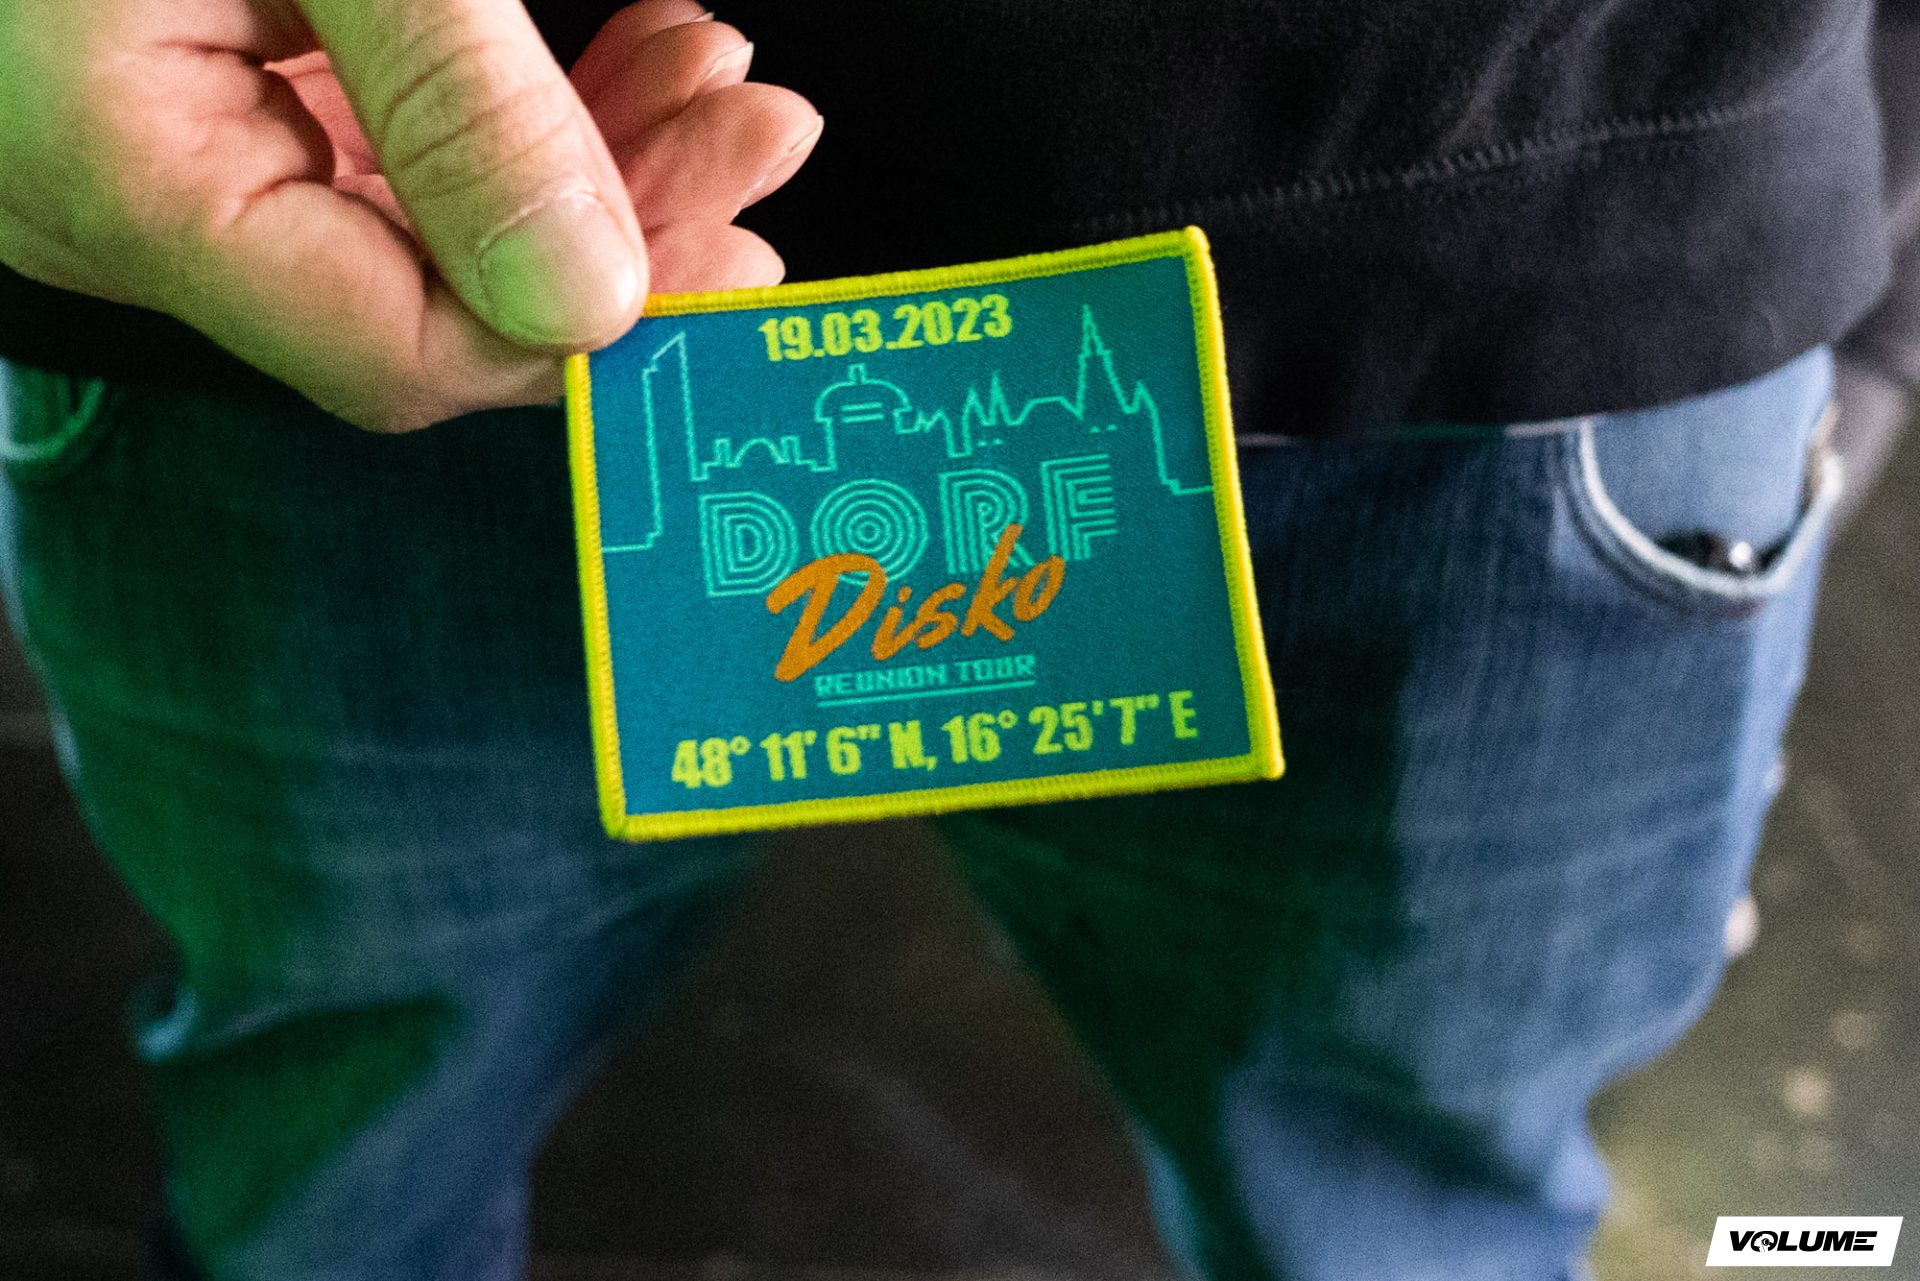 19.03.2023
DORF
Disko
REUNION TOUR
48° 11' 6" N, 16° 25' 7" E
VOLUME